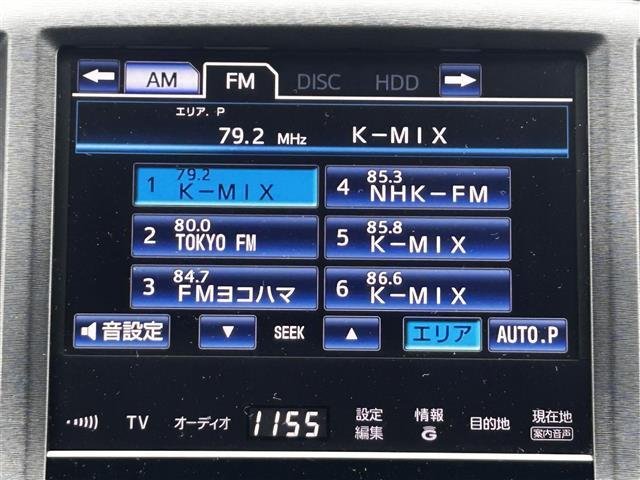 AM FM DISC HDD
エリア. P
79.2 MHz K-MIX
1 79.2 K-MIX
4 85.3 NHK-FM
2 80.0 TOKYO FM
5 85.8 K-MIX
3 84.7 FMヨコハマ
6 86.6 K-MIX
音設定 ▼ SEEK ▲ エリア AUTO.P
TV オーディオ 1155 設定編集 情報G 目的地 現在地 案内音声